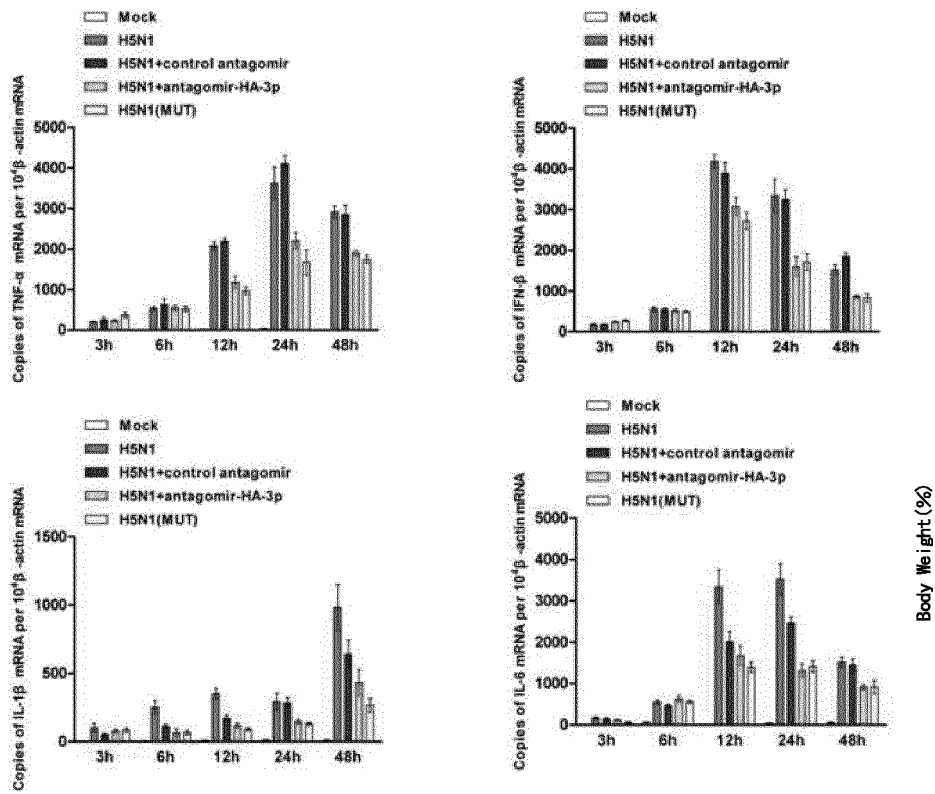 Mock
H5N1
H5N1+control antagomir
H5N1+antagomir-HA-3p
H5N1(MUT)
Copies of TNF-α mRNA per 10⁴β -actin mRNA
5000
4000
3000
2000
1000
0
3h 6h 12h 24h 48h
Mock
H5N1
H5N1+control antagomir
H5N1+antagomir-HA-3p
H5N1(MUT)
Copies of IFN-β mRNA per 10⁴β -actin mRNA
5000
4000
3000
2000
1000
0
3h 6h 12h 24h 48h
Mock
H5N1
H5N1+control antagomir
H5N1+antagomir-HA-3p
H5N1(MUT)
Copies of IL-1β mRNA per 10⁴β -actin mRNA
1500
1000
500
0
3h 6h 12h 24h 48h
Mock
H5N1
H5N1+control antagomir
H5N1+antagomir-HA-3p
H5N1(MUT)
Copies of IL-6 mRNA per 10⁴β -actin mRNA
5000
4000
3000
2000
1000
0
3h 6h 12h 24h 48h
Body Weight(%)